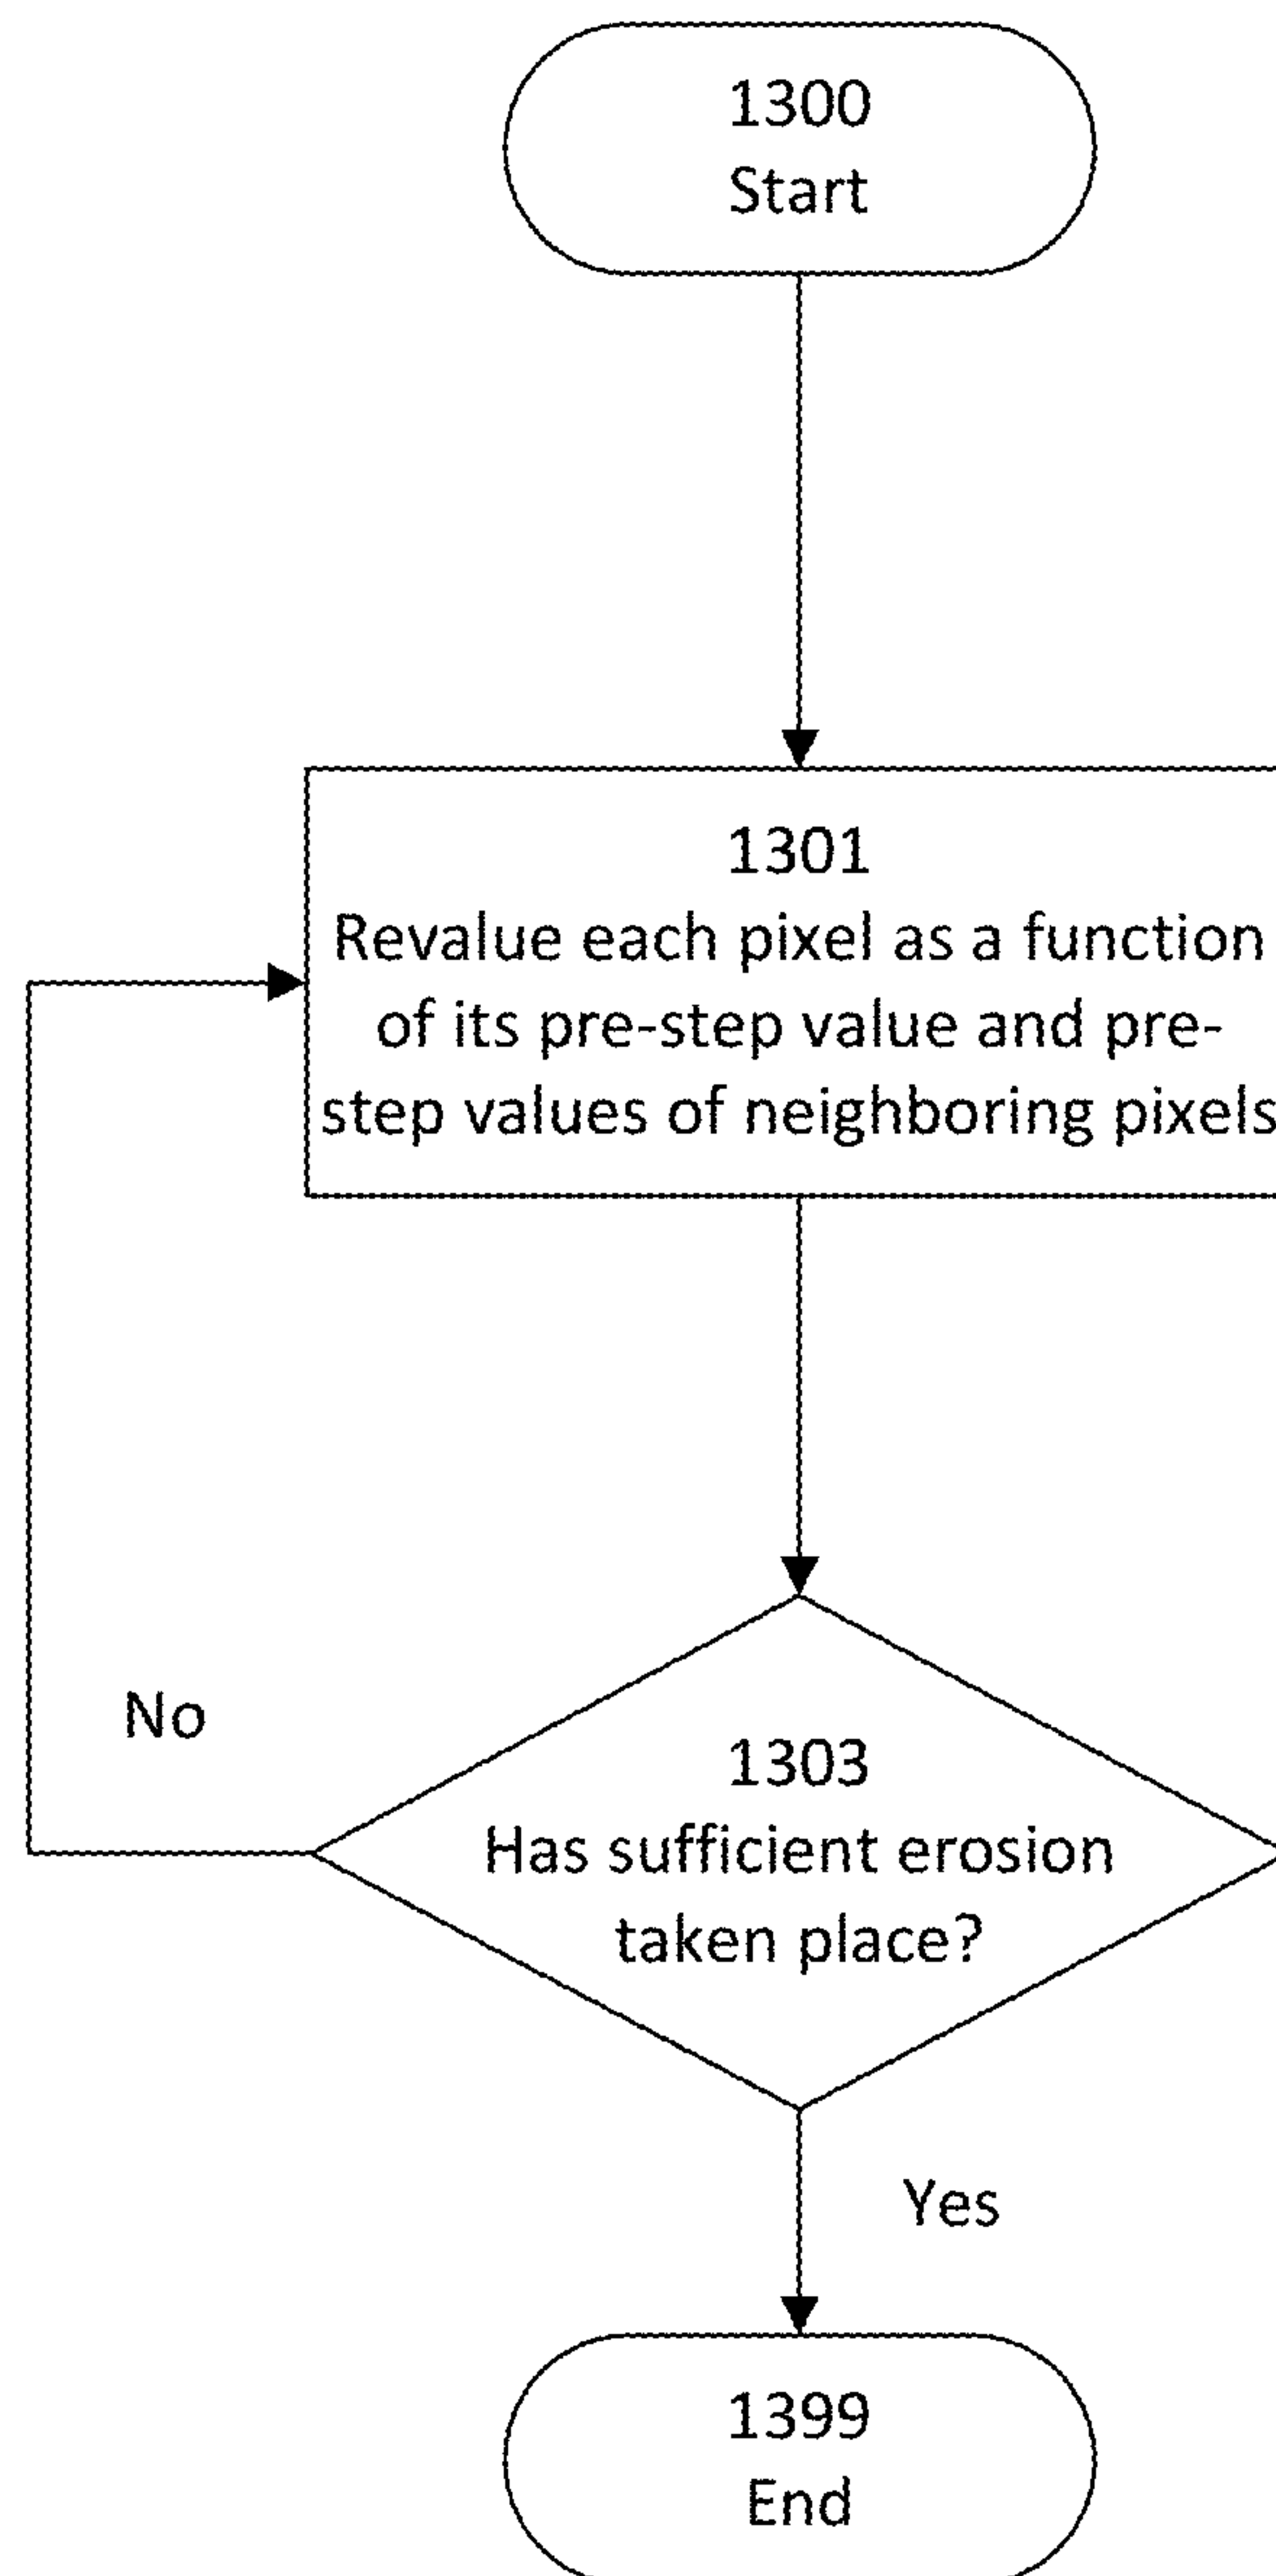 1300
Start
1301
Revalue each pixel as a function
of its pre-step value and pre-
step values of neighboring pixels
No
1303
Has sufficient erosion
taken place?
Yes
1399
End